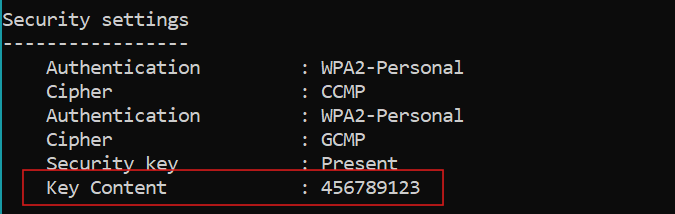 Security settings
-----------------
    Authentication         : WPA2-Personal
    Cipher                 : CCMP
    Authentication         : WPA2-Personal
    Cipher                 : GCMP
    Security key           : Present
    Key Content            : 456789123